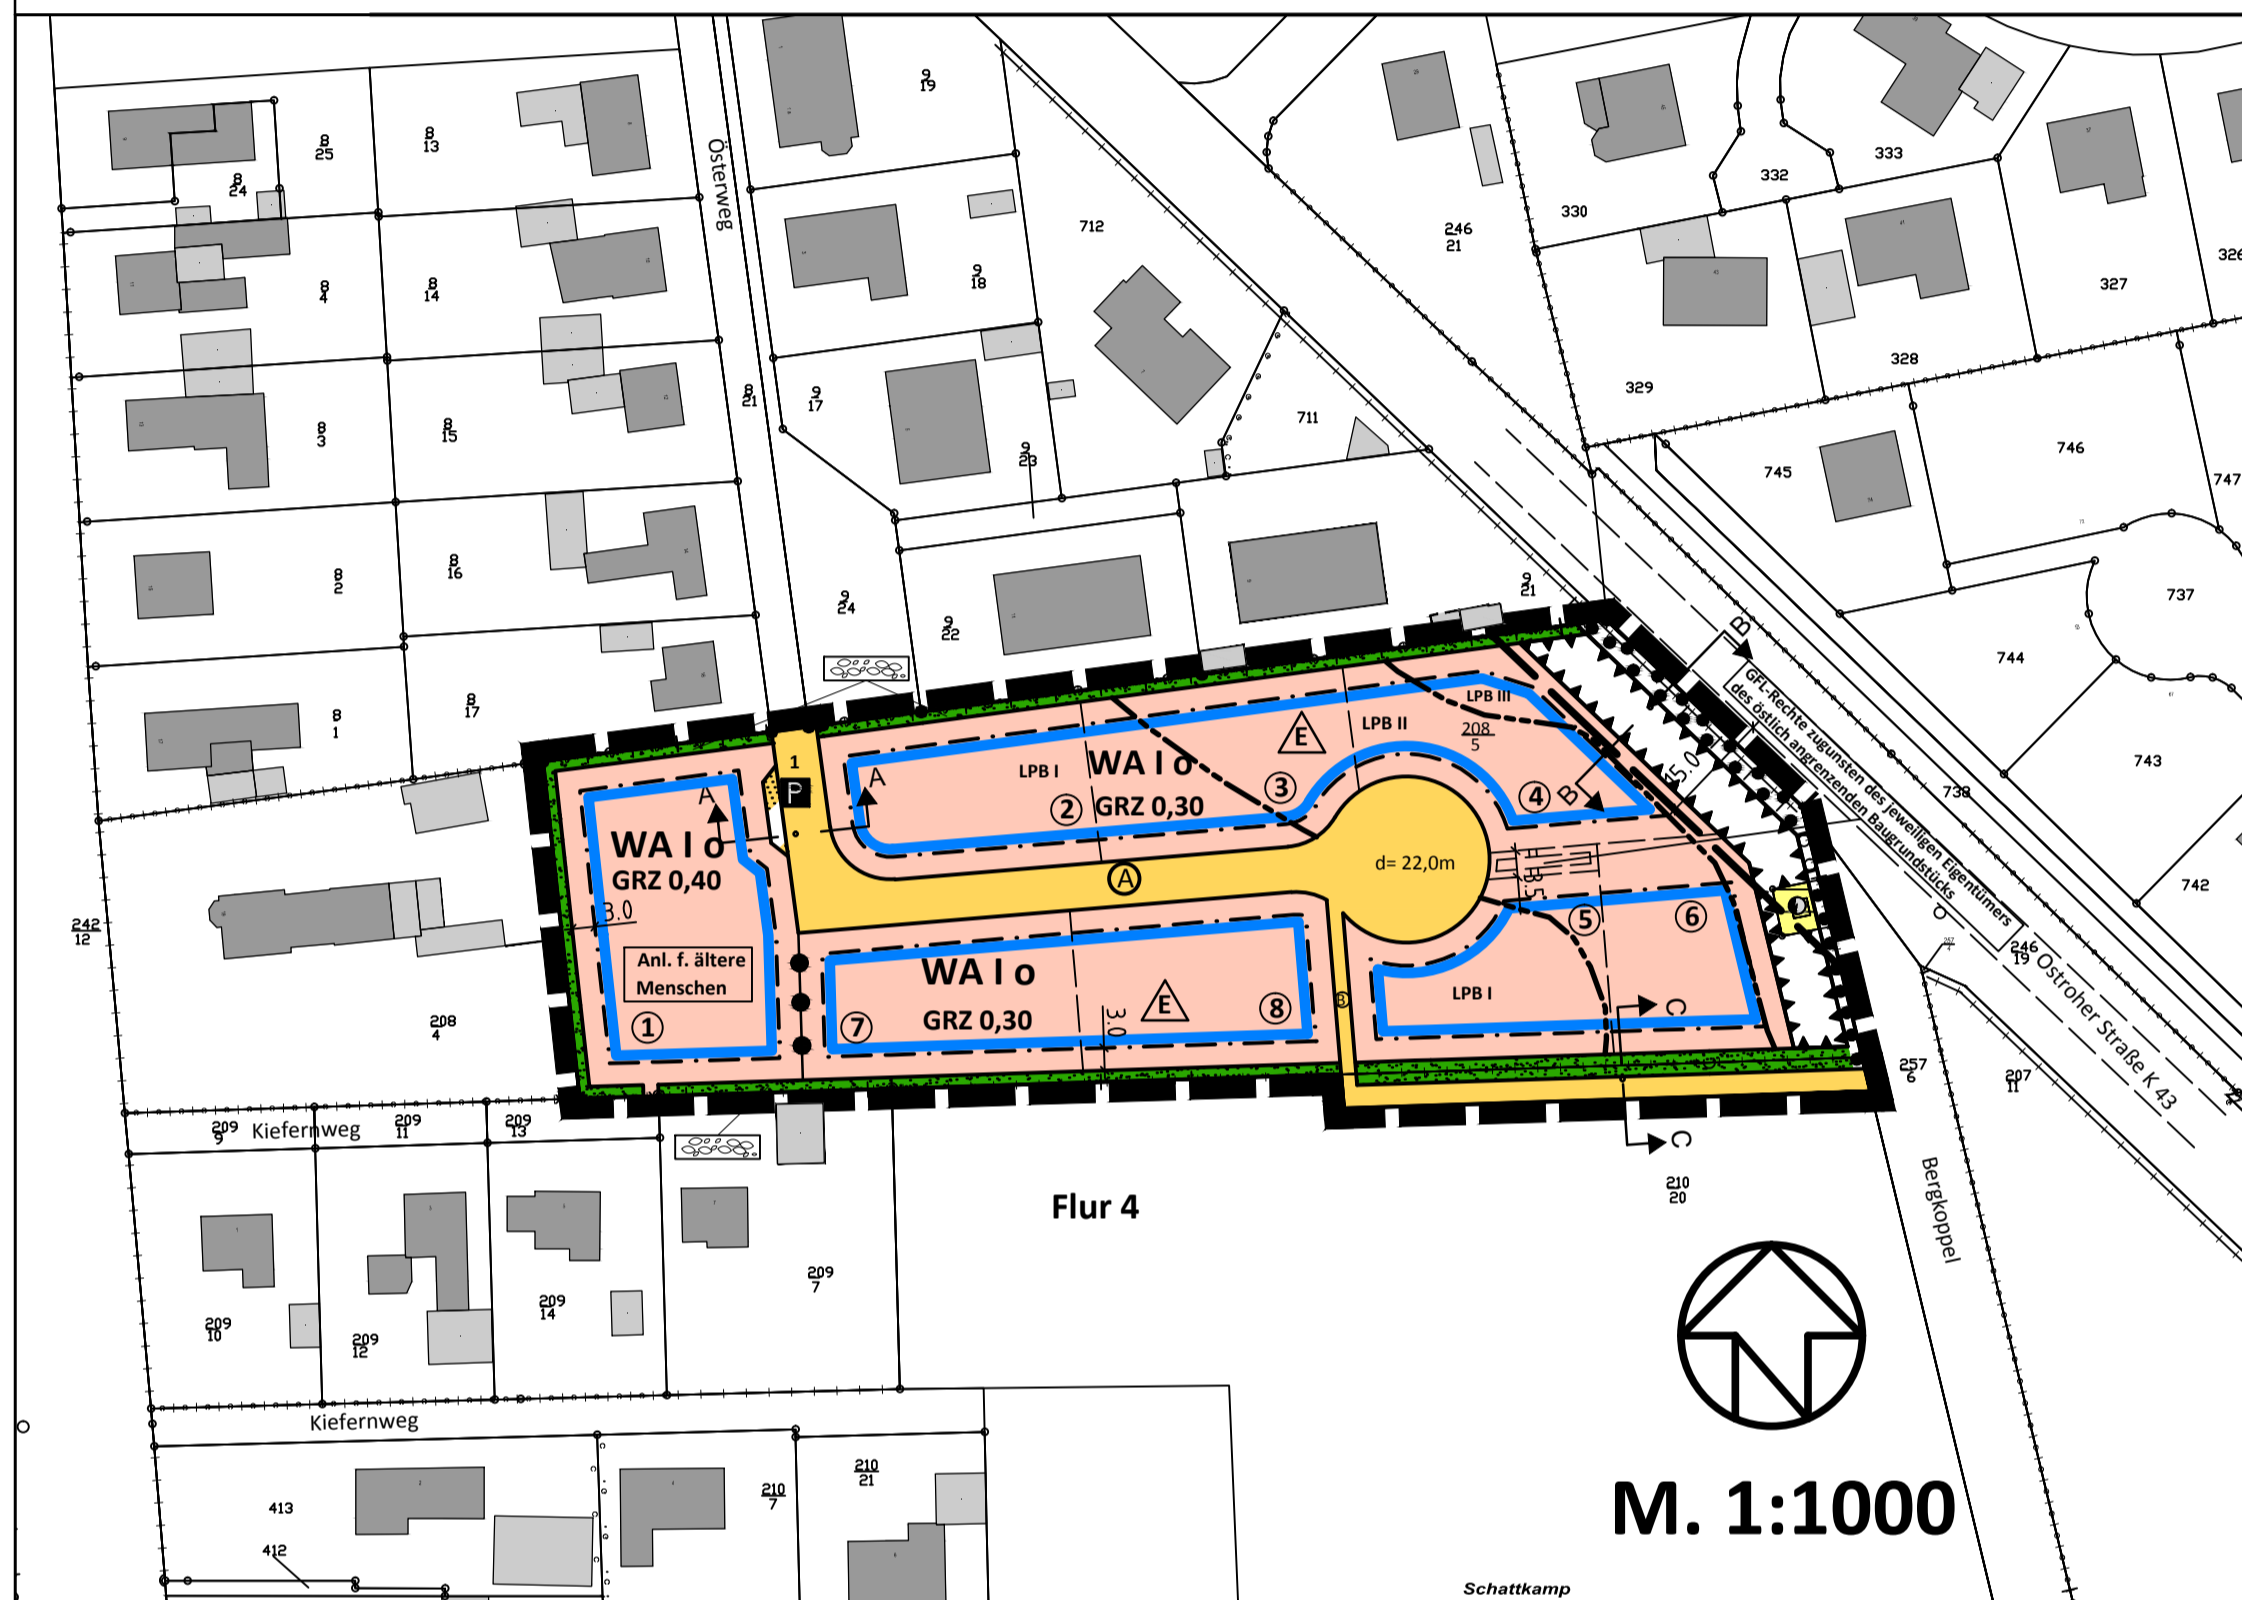 9
19
8
25
8
13
8
24
Österweg
332
333
330
712
246
21
9
18
8
4
8
14
327
326
328
329
8
21
9
17
711
8
3
8
15
9
23
745
746
747
8
2
8
16
9
24
9
22
9
21
737
744
743
738
742
8
1
8
17
LPB III
LPB II
208
5
E
LPB I
WA I o
GRZ 0,30
2
3
4
1
P
A
A
B
B
15.0
GFL-Rechte zugunsten des jeweiligen Eigentümers
des östlich angrenzenden Baugrundstücks
WA I o
GRZ 0,40
3.0
Anl. f. ältere
Menschen
1
A
d= 22,0m
5
6
WA I o
GRZ 0,30
E
7
8
3.0
B
LPB I
C
C
242
12
208
4
246
19
Ostroher Straße K 43
257
6
207
11
Bergkoppel
209
9
Kiefernweg
209
11
209
13
Flur 4
210
20
209
7
209
10
209
12
209
14
Kiefernweg
N
413
412
210
7
210
21
M. 1:1000
Schattkamp